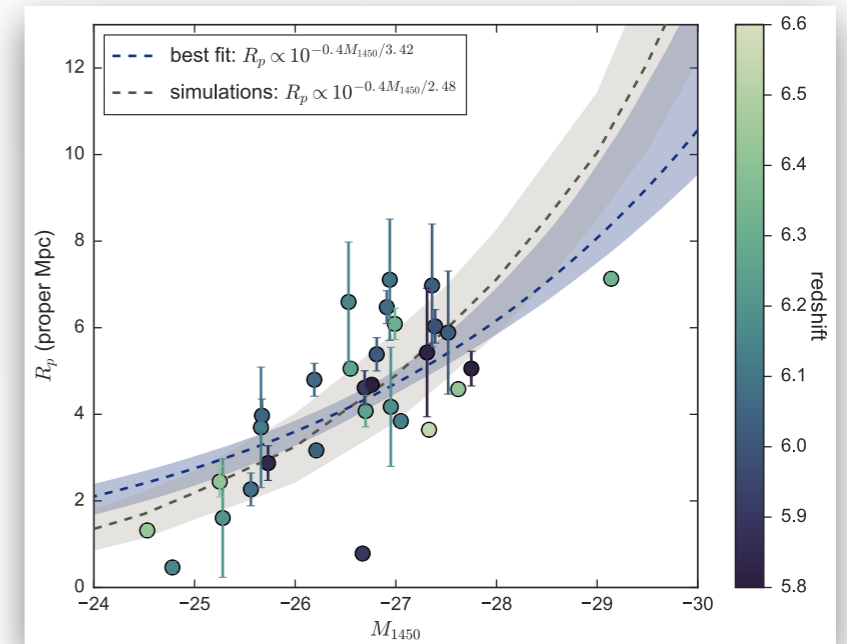 best fit: $R_p \propto 10^{-0.4M_{1450}/3.42}$
simulations: $R_p \propto 10^{-0.4M_{1450}/2.48}$
12
10
8
6
4
2
0
$R_p$ (proper Mpc)
−24 −25 −26 −27 −28 −29 −30
$M_{1450}$
6.6
6.5
6.4
6.3
6.2
6.1
6.0
5.9
5.8
redshift